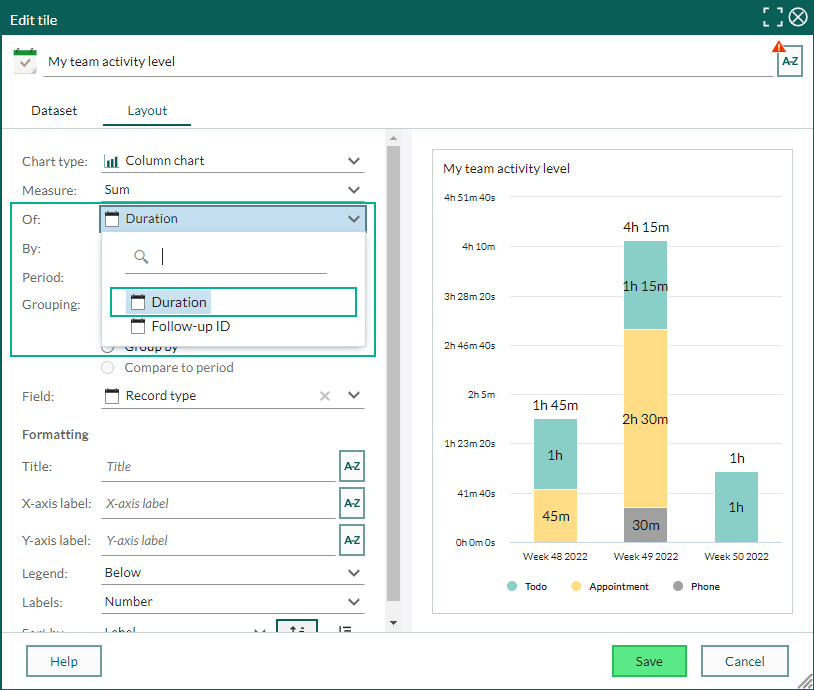 Edit tile
My team activity level
A-Z
Dataset
Layout
Chart type:
Column chart
Measure:
Sum
Of:
Duration
By:
Period:
Grouping:
Duration
Follow-up ID
Group by
Compare to period
Field:
Record type
Formatting
Title:
Title
A-Z
X-axis label:
X-axis label
A-Z
Y-axis label:
Y-axis label
A-Z
Legend:
Below
Labels:
Number
Sort by:
Label
My team activity level
4h 51m 40s
4h 10m
3h 28m 20s
2h 46m 40s
2h 5m
1h 23m 20s
41m 40s
0h 0m 0s
1h 45m
1h
45m
4h 15m
1h 15m
2h 30m
30m
1h
1h
Week 48 2022
Week 49 2022
Week 50 2022
Todo
Appointment
Phone
Help
Save
Cancel